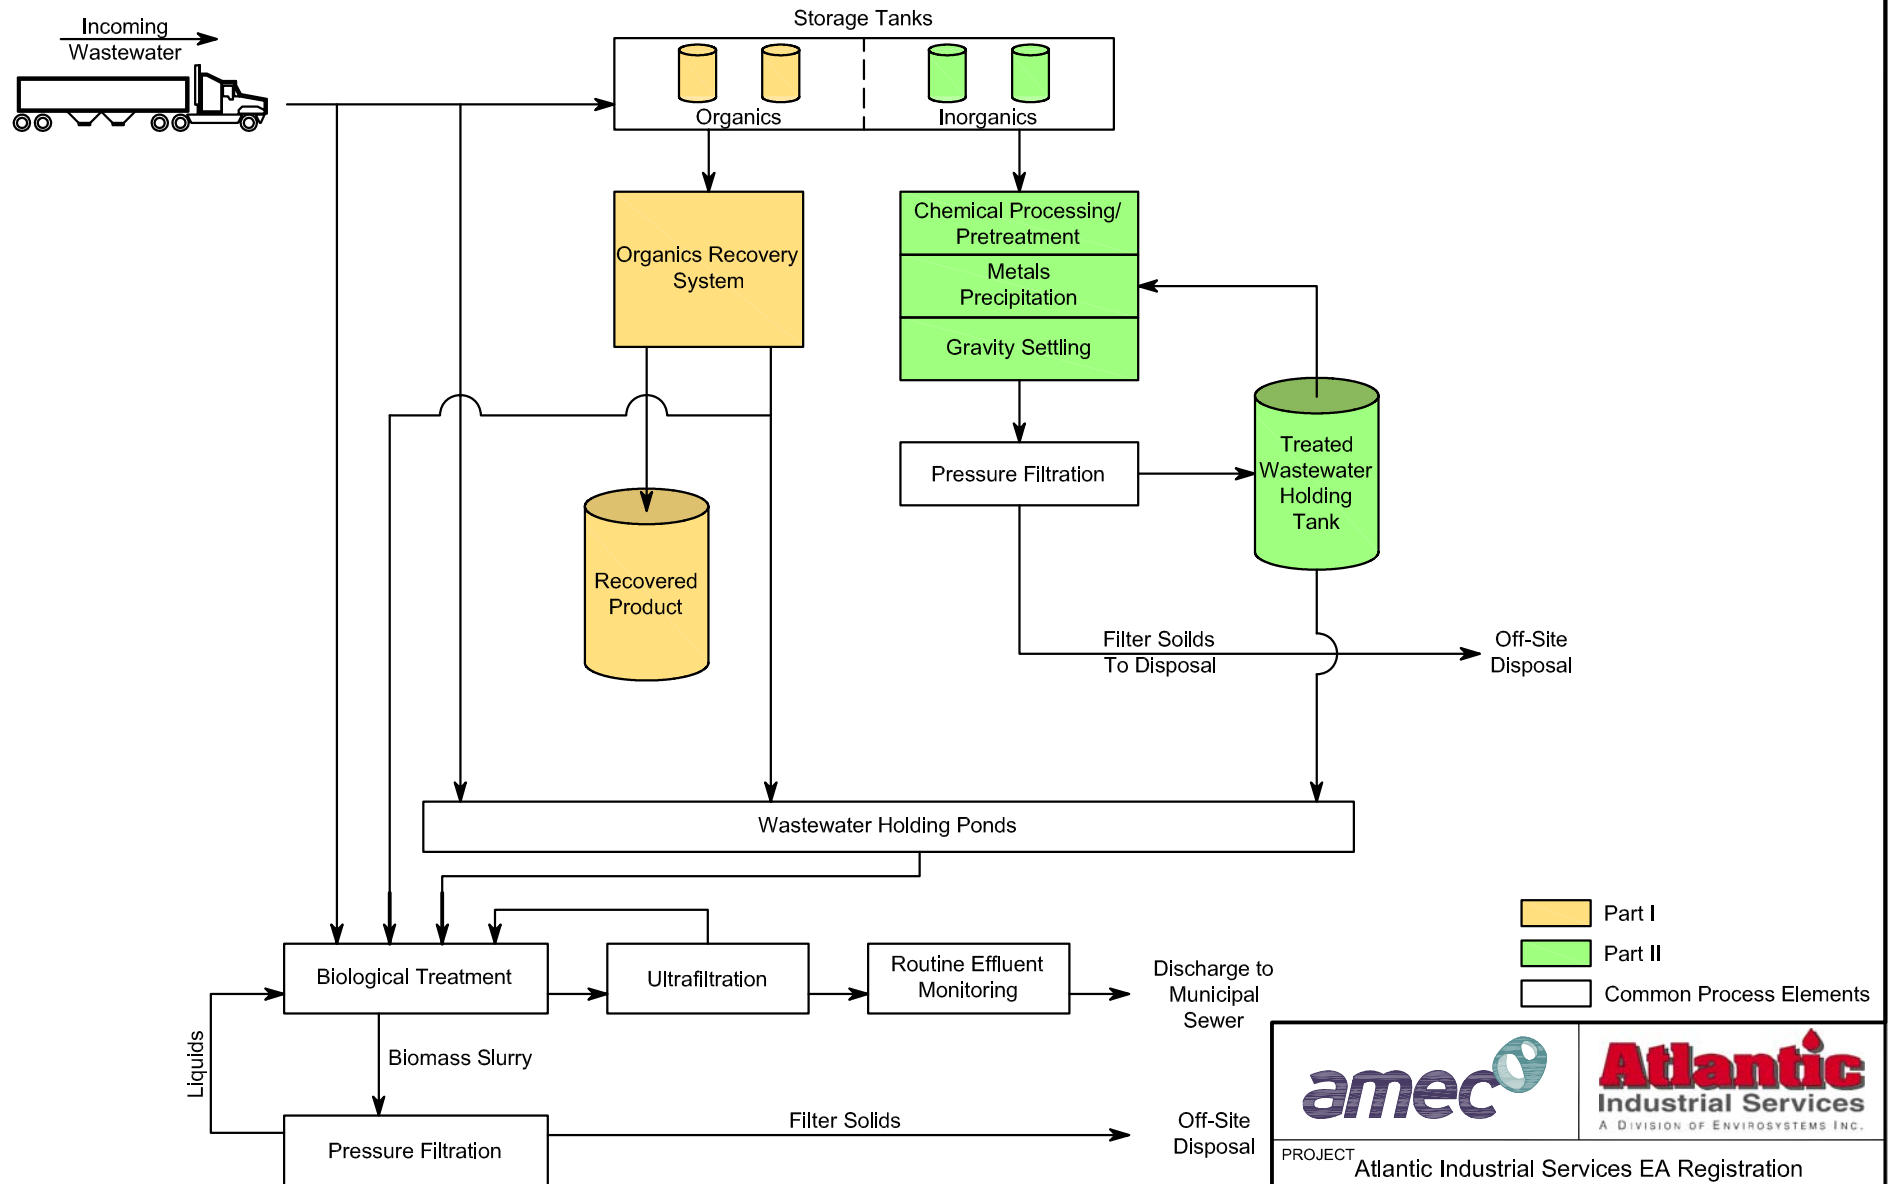 Incoming
Wastewater
Storage Tanks
Organics
Inorganics
Organics Recovery
System
Chemical Processing/
Pretreatment
Metals
Precipitation
Gravity Settling
Pressure Filtration
Treated
Wastewater
Holding
Tank
Recovered
Product
Filter Soilds
To Disposal
Off-Site
Disposal
Wastewater Holding Ponds
Biological Treatment
Ultrafiltration
Routine Effluent
Monitoring
Discharge to
Municipal
Sewer
Liquids
Biomass Slurry
Pressure Filtration
Filter Solids
Off-Site
Disposal
Part I
Part II
Common Process Elements
amec
Atlantic
Industrial Services
A DIVISION OF ENVIROSYSTEMS INC.
PROJECT
Atlantic Industrial Services EA Registration